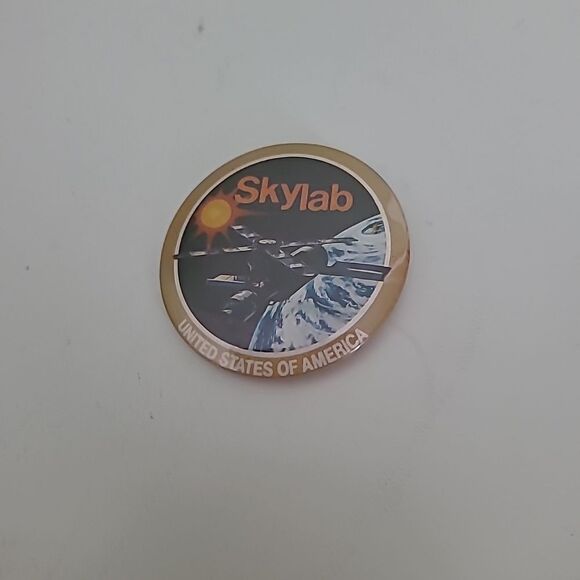 Skylab
UNITED STATES OF AMERICA